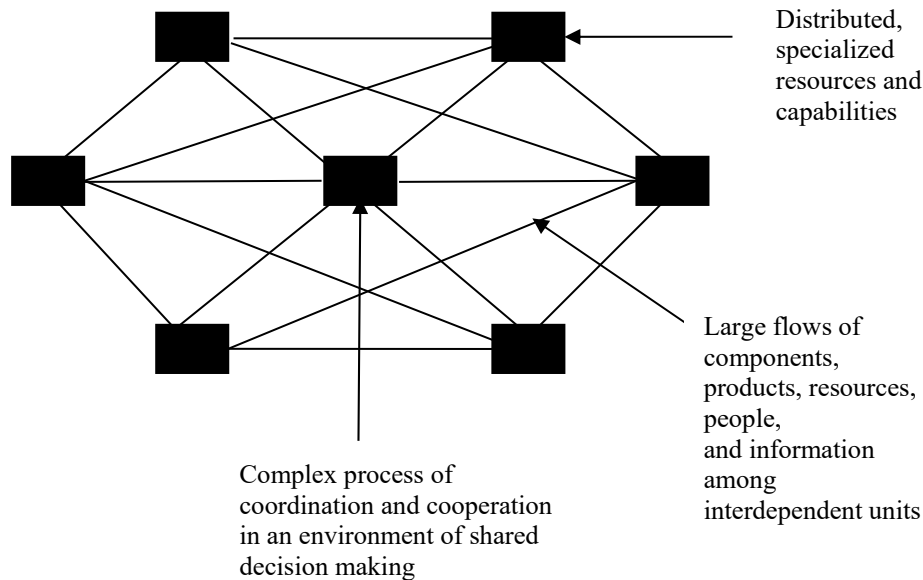 Distributed,
specialized
resources and
capabilities
Large flows of
components,
products, resources,
people,
and information
among
interdependent units
Complex process of
coordination and cooperation
in an environment of shared
decision making